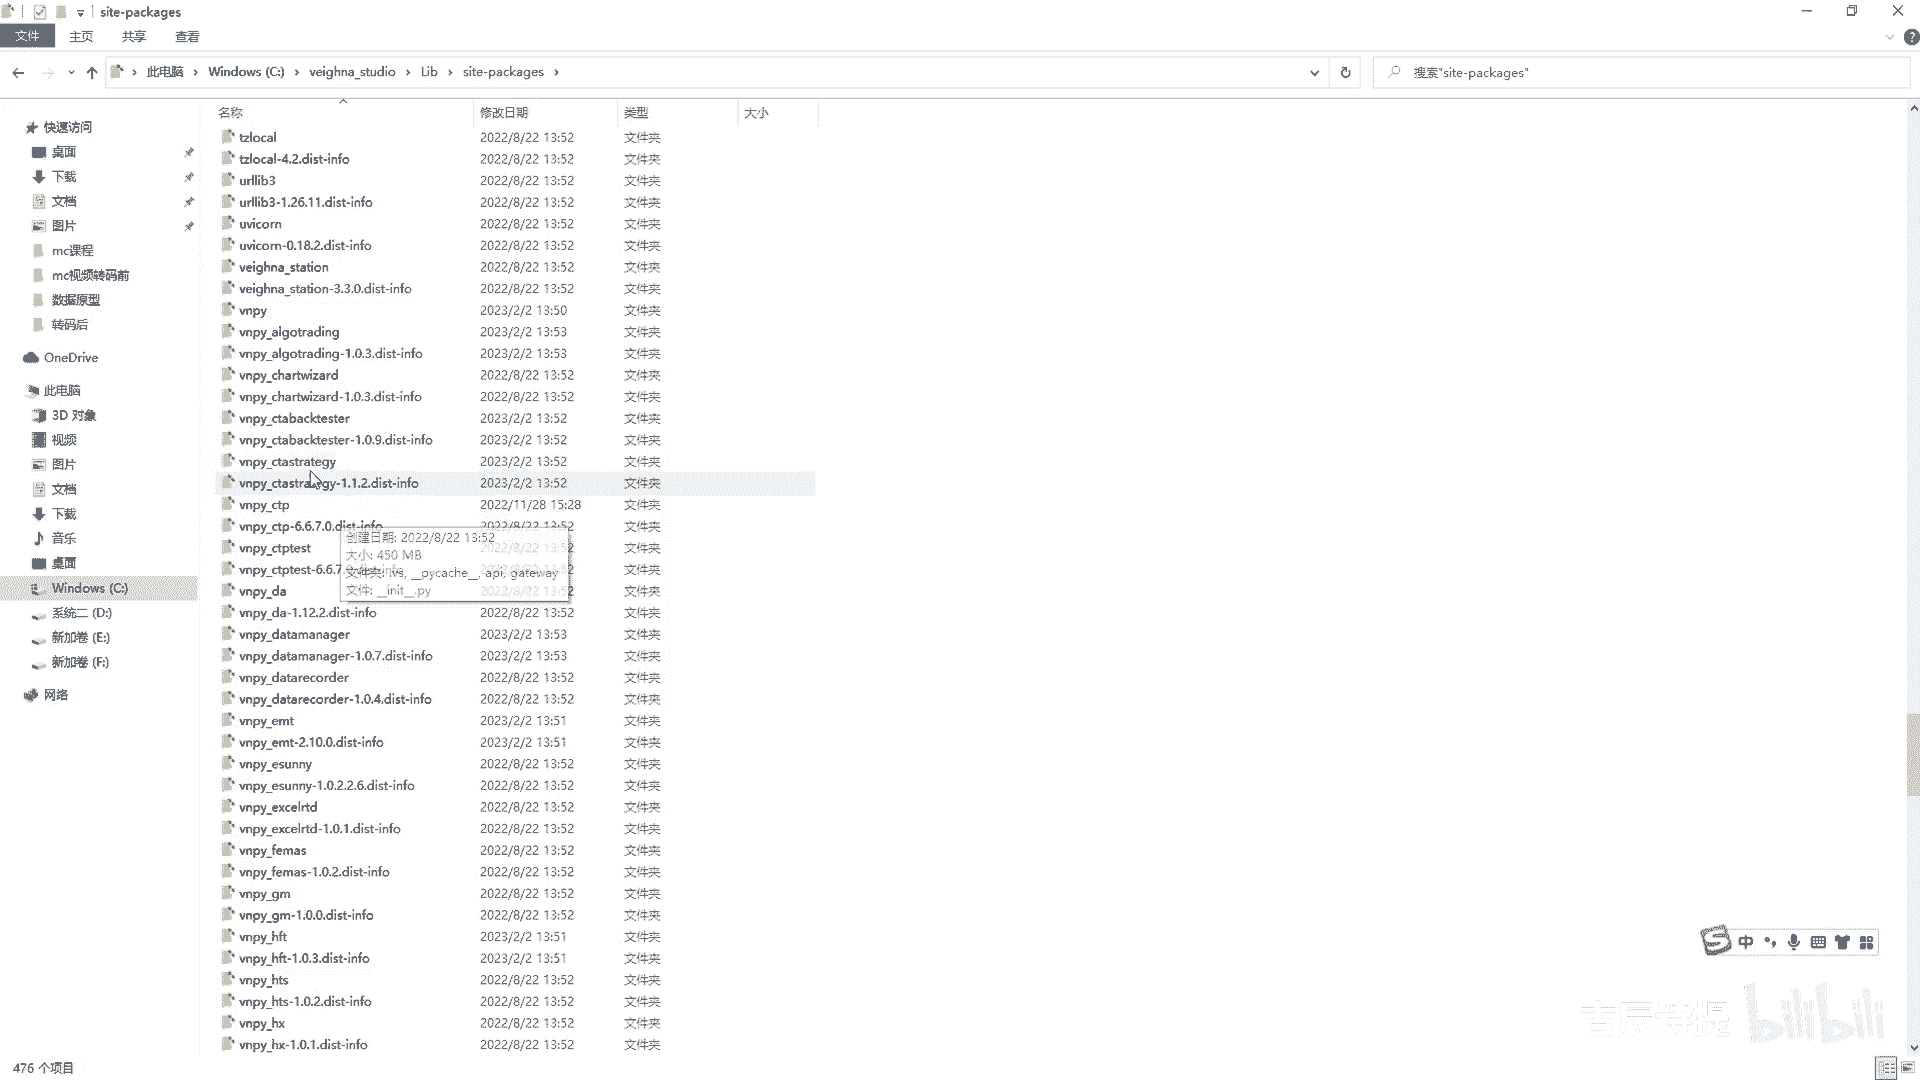 site-packages
文件 主页 共享 查看
此电脑 Windows (C:) veighna_studio Lib site-packages
搜索"site-packages"
名称 修改日期 类型 大小
快速访问
桌面
下载
文档
图片
mc课程
mc视频转码前
数据原型
转码后
OneDrive
此电脑
3D 对象
视频
图片
文档
下载
音乐
桌面
Windows (C:)
系统二 (D:)
新加卷 (E:)
新加卷 (F:)
网络
tzlocal 2022/8/22 13:52 文件夹
tzlocal-4.2.dist-info 2022/8/22 13:52 文件夹
urllib3 2022/8/22 13:52 文件夹
urllib3-1.26.11.dist-info 2022/8/22 13:52 文件夹
uvicorn 2022/8/22 13:52 文件夹
uvicorn-0.18.2.dist-info 2022/8/22 13:52 文件夹
veighna_station 2022/8/22 13:52 文件夹
veighna_station-3.3.0.dist-info 2022/8/22 13:52 文件夹
vnpy 2023/2/2 13:50 文件夹
vnpy_algotrading 2023/2/2 13:53 文件夹
vnpy_algotrading-1.0.3.dist-info 2023/2/2 13:53 文件夹
vnpy_chartwizard 2022/8/22 13:52 文件夹
vnpy_chartwizard-1.0.3.dist-info 2022/8/22 13:52 文件夹
vnpy_ctabacktester 2023/2/2 13:52 文件夹
vnpy_ctabacktester-1.0.9.dist-info 2023/2/2 13:52 文件夹
vnpy_ctastrategy 2023/2/2 13:52 文件夹
vnpy_ctastrategy-1.1.2.dist-info 2023/2/2 13:52 文件夹
vnpy_ctp 2022/11/28 15:28 文件夹
vnpy_ctp-6.6.7.0.dist-info 2022/8/22 13:52 文件夹
创建日期: 2022/8/22 13:52
大小: 450 MB
文件夹: .vs, __pycache__, api, gateway
文件: __init__.py
vnpy_ctptest 文件夹
vnpy_ctptest-6.6.7 文件夹
vnpy_da 文件夹
vnpy_da-1.12.2.dist-info 2022/8/22 13:52 文件夹
vnpy_datamanager 2023/2/2 13:53 文件夹
vnpy_datamanager-1.0.7.dist-info 2023/2/2 13:53 文件夹
vnpy_datarecorder 2022/8/22 13:52 文件夹
vnpy_datarecorder-1.0.4.dist-info 2022/8/22 13:52 文件夹
vnpy_emt 2023/2/2 13:51 文件夹
vnpy_emt-2.10.0.dist-info 2023/2/2 13:51 文件夹
vnpy_esunny 2022/8/22 13:52 文件夹
vnpy_esunny-1.0.2.2.6.dist-info 2022/8/22 13:52 文件夹
vnpy_excelrtd 2022/8/22 13:52 文件夹
vnpy_excelrtd-1.0.1.dist-info 2022/8/22 13:52 文件夹
vnpy_femas 2022/8/22 13:52 文件夹
vnpy_femas-1.0.2.dist-info 2022/8/22 13:52 文件夹
vnpy_gm 2022/8/22 13:52 文件夹
vnpy_gm-1.0.0.dist-info 2022/8/22 13:52 文件夹
vnpy_hft 2023/2/2 13:51 文件夹
vnpy_hft-1.0.3.dist-info 2023/2/2 13:51 文件夹
vnpy_hts 2022/8/22 13:52 文件夹
vnpy_hts-1.0.2.dist-info 2022/8/22 13:52 文件夹
vnpy_hx 2022/8/22 13:52 文件夹
vnpy_hx-1.0.1.dist-info 2022/8/22 13:52 文件夹
中
bilibili
476 个项目